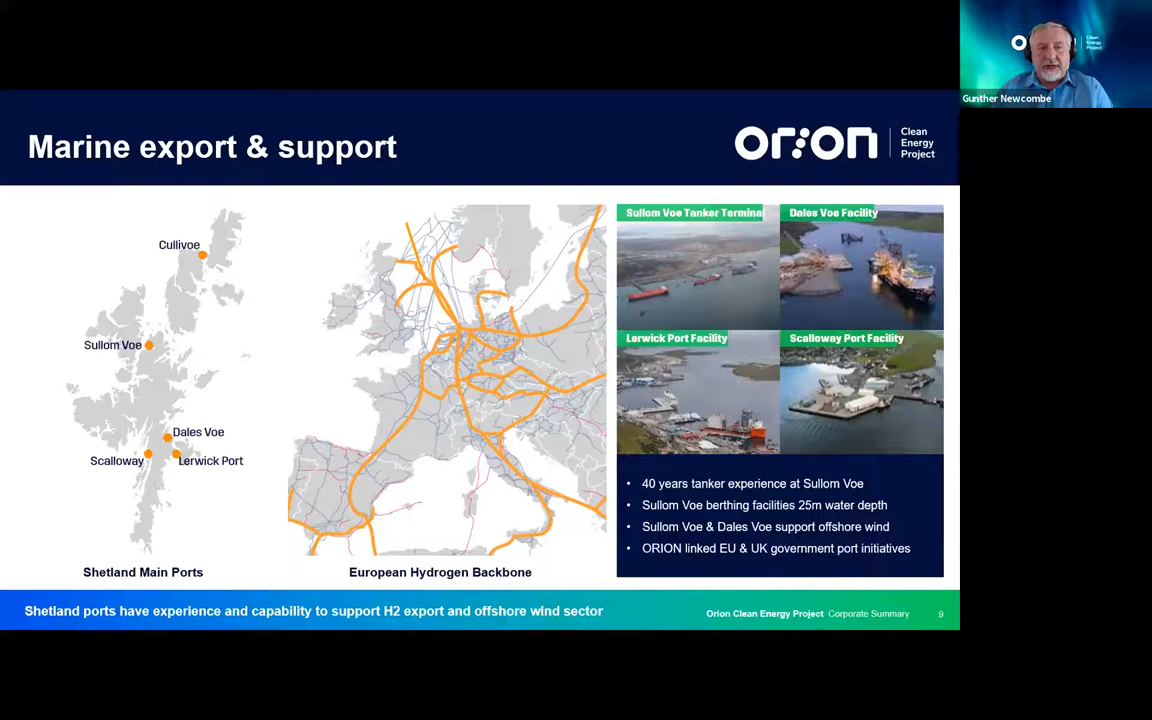 Orion
Clean
Energy
Project
Gunther Newcombe
Marine export & support
Orion
Clean
Energy
Project
Cullivoe
Sullom Voe
Dales Voe
Scalloway
Lerwick Port
Shetland Main Ports
European Hydrogen Backbone
Sullom Voe Tanker Terminal
Dales Voe Facility
Lerwick Port Facility
Scalloway Port Facility
• 40 years tanker experience at Sullom Voe
• Sullom Voe berthing facilities 25m water depth
• Sullom Voe & Dales Voe support offshore wind
• ORION linked EU & UK government port initiatives
Shetland ports have experience and capability to support H2 export and offshore wind sector
Orion Clean Energy Project Corporate Summary 9